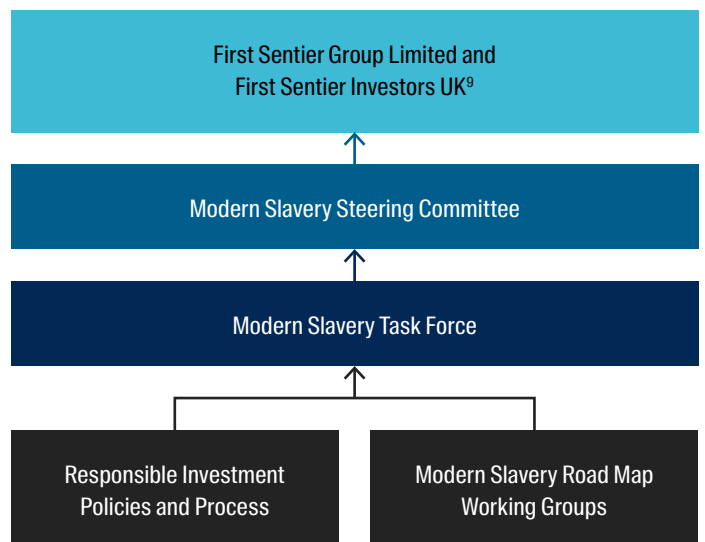 First Sentier Group Limited and
First Sentier Investors UK⁹
Modern Slavery Steering Committee
Modern Slavery Task Force
Responsible Investment
Policies and Process
Modern Slavery Road Map
Working Groups